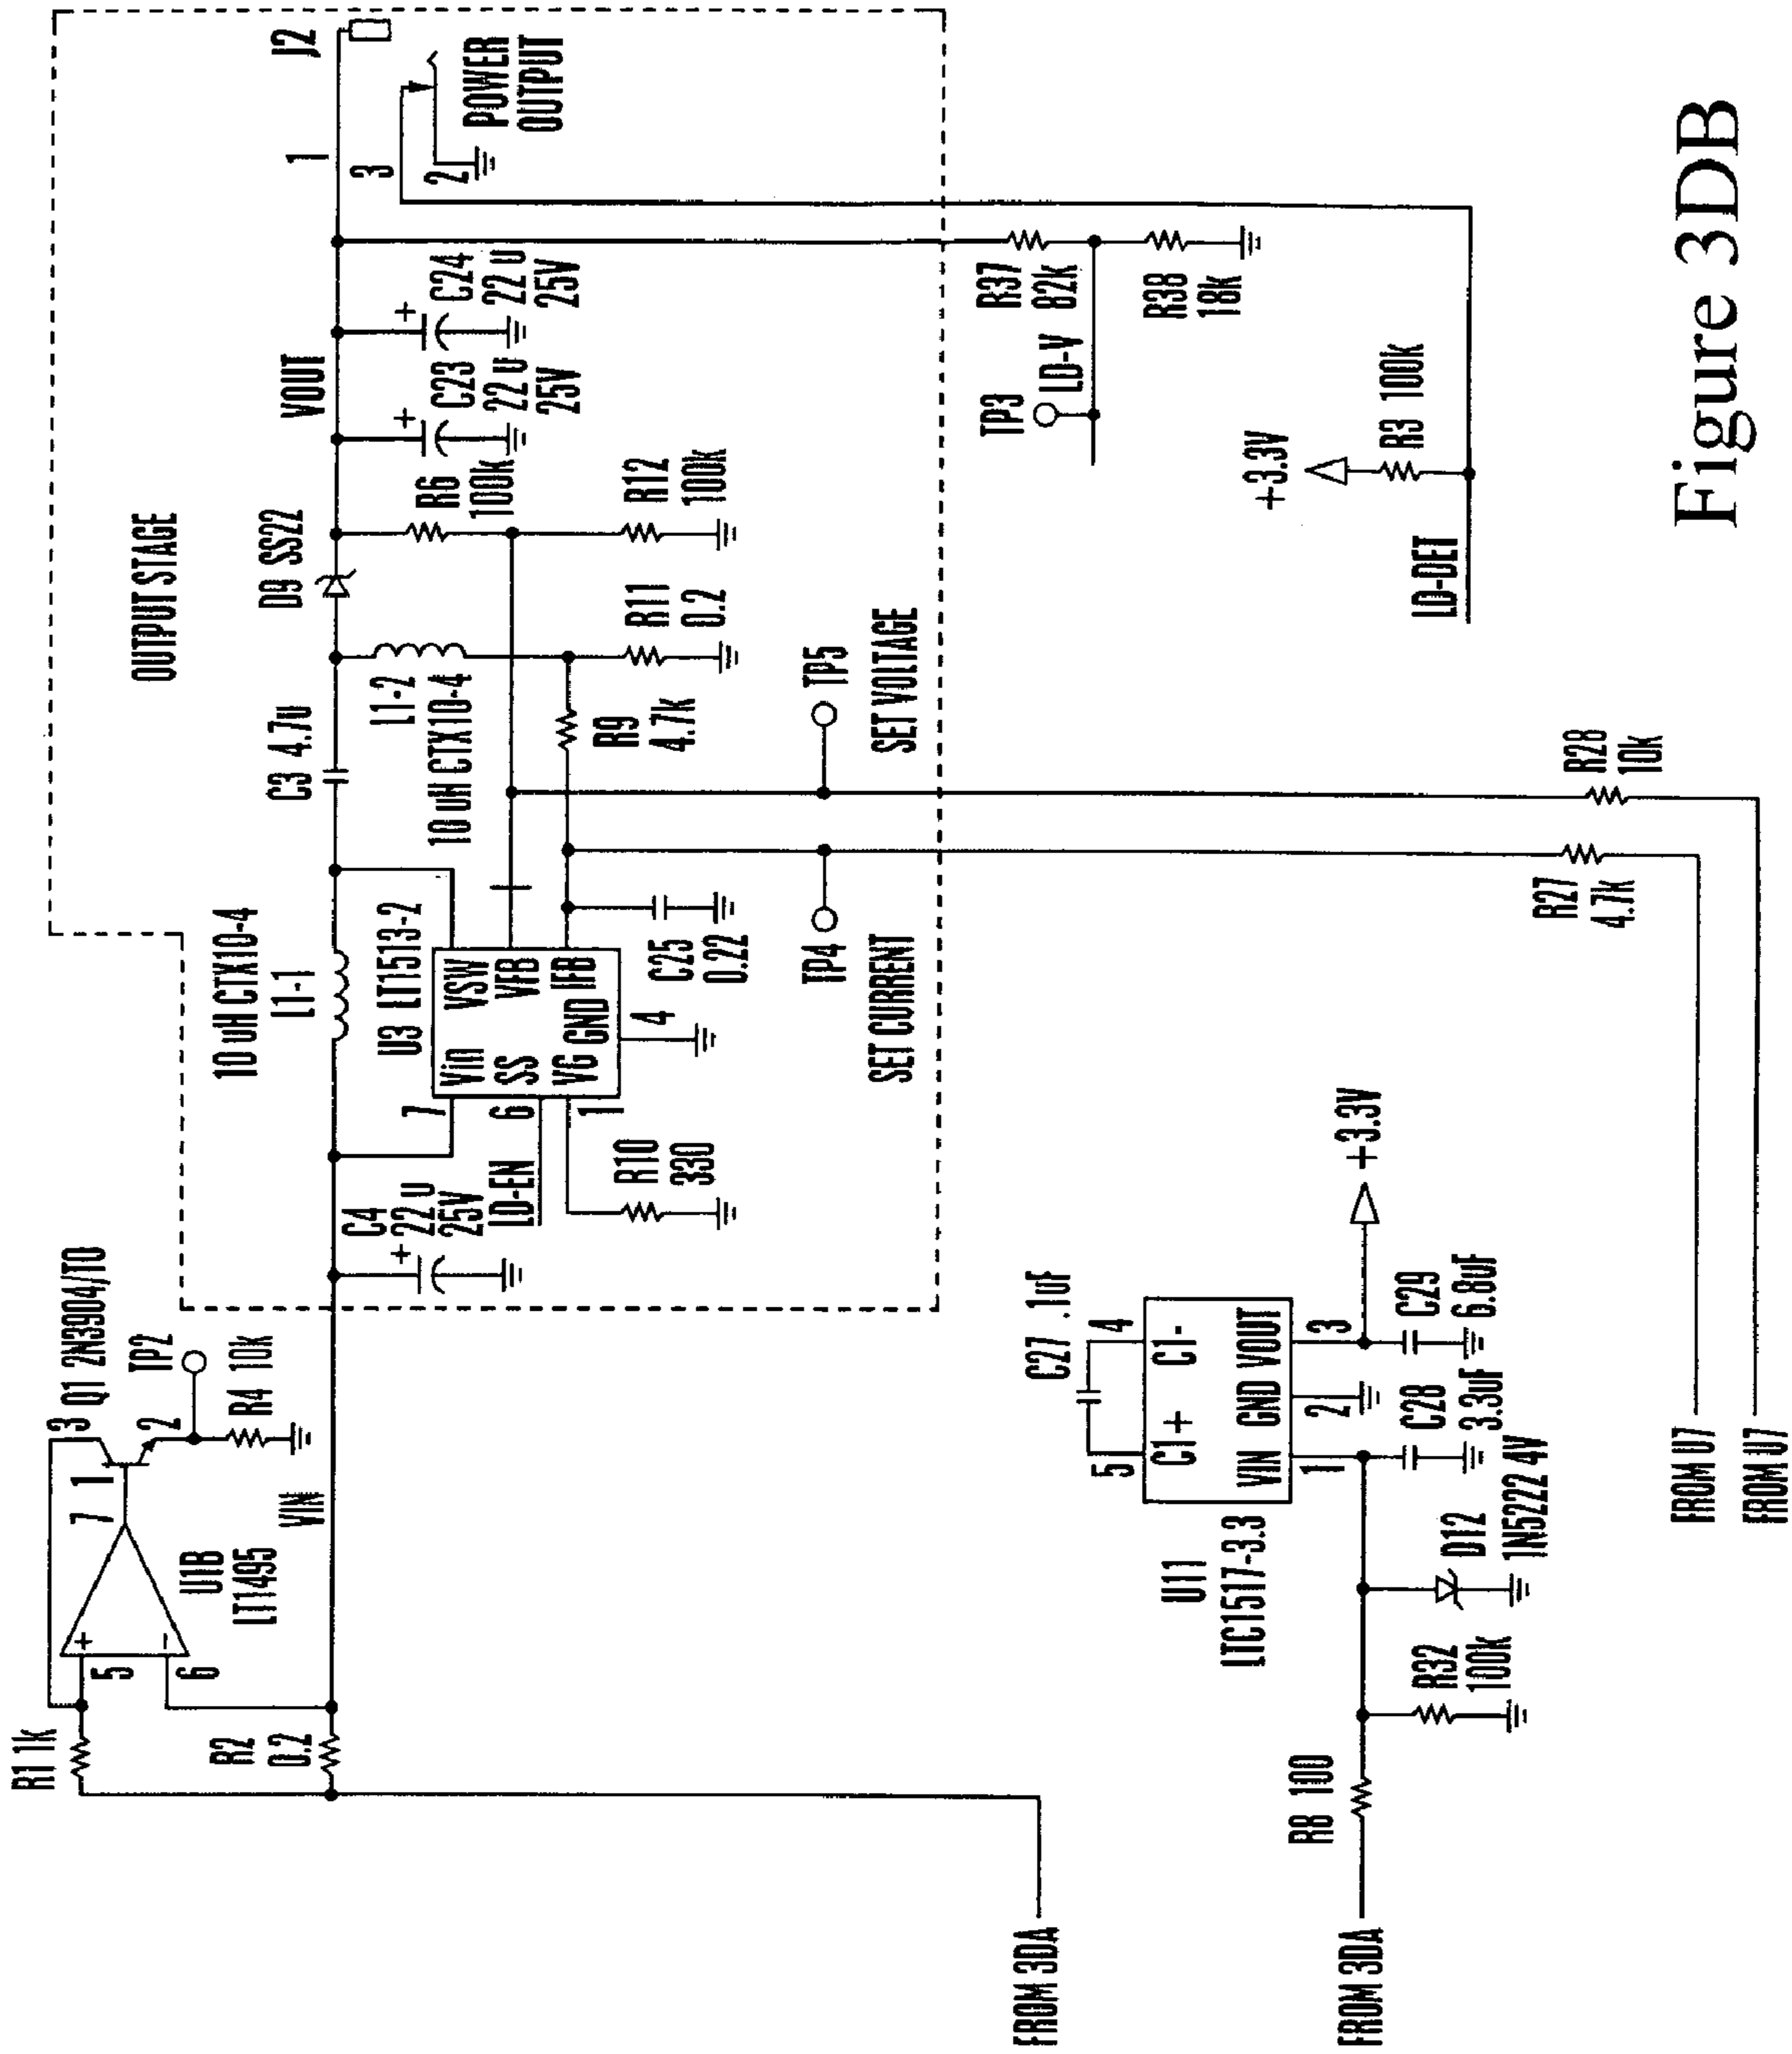 R1 1K
3 Q1 2N3904/TO
7
1
2
TP2
R4 10k
+
5
6
−
U1B
LT1495
R2
0.2
VIN
10 uH CTX10-4
L1-1
C4
+
22 u
25V
LD-EN
7
6
1
U3 LT1513-2
Vin
VSW
SS
VFB
VG
GND
IFB
4
R10
330
C25
0.22
OUTPUT STAGE
C3 4.7u
D9 SS22
L1-2
10 uH CTX10-4
R9
4.7k
R11
0.2
R6
100k
R12
100k
VOUT
+
C23
22 u
25V
+
C24
22 u
25V
1
J2
3
2
POWER
OUTPUT
SET CURRENT
TP4
TP5
SET VOLTAGE
R37
82k
TP3
LD-V
R38
18k
+3.3V
R3 100k
LD-DET
R27
4.7k
R28
10k
FROM U7
FROM U7
FROM 3DA
FROM 3DA
R8 100
R32
100k
D12
1N5222 4V
U11
LTC1517-3.3
C27 .1uF
5
4
C1+
C1-
VIN
GND
VOUT
1
2
3
C28
3.3uF
C29
6.8uF
+3.3V
Figure 3DB